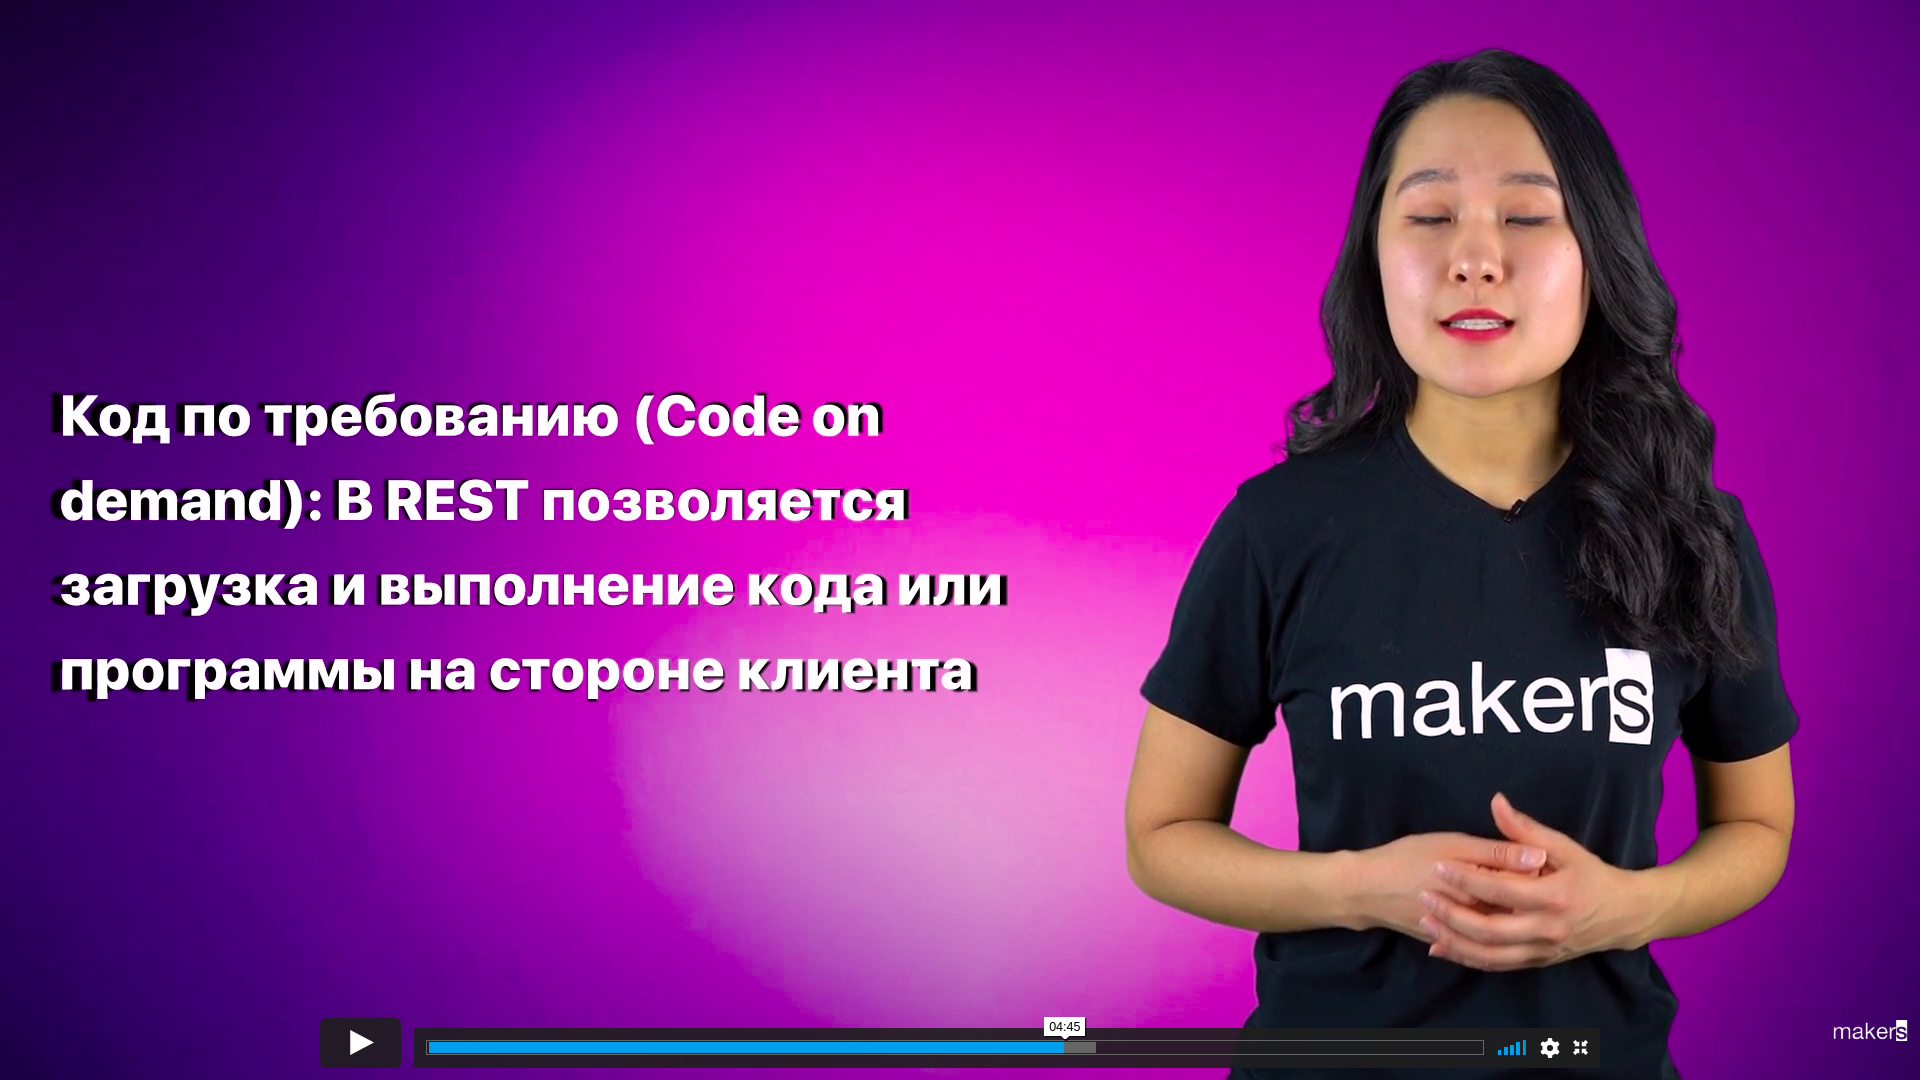 Код по требованию (Code on
demand): В REST позволяется
загрузка и выполнение кода или
программы на стороне клиента
makers
04:45
makers